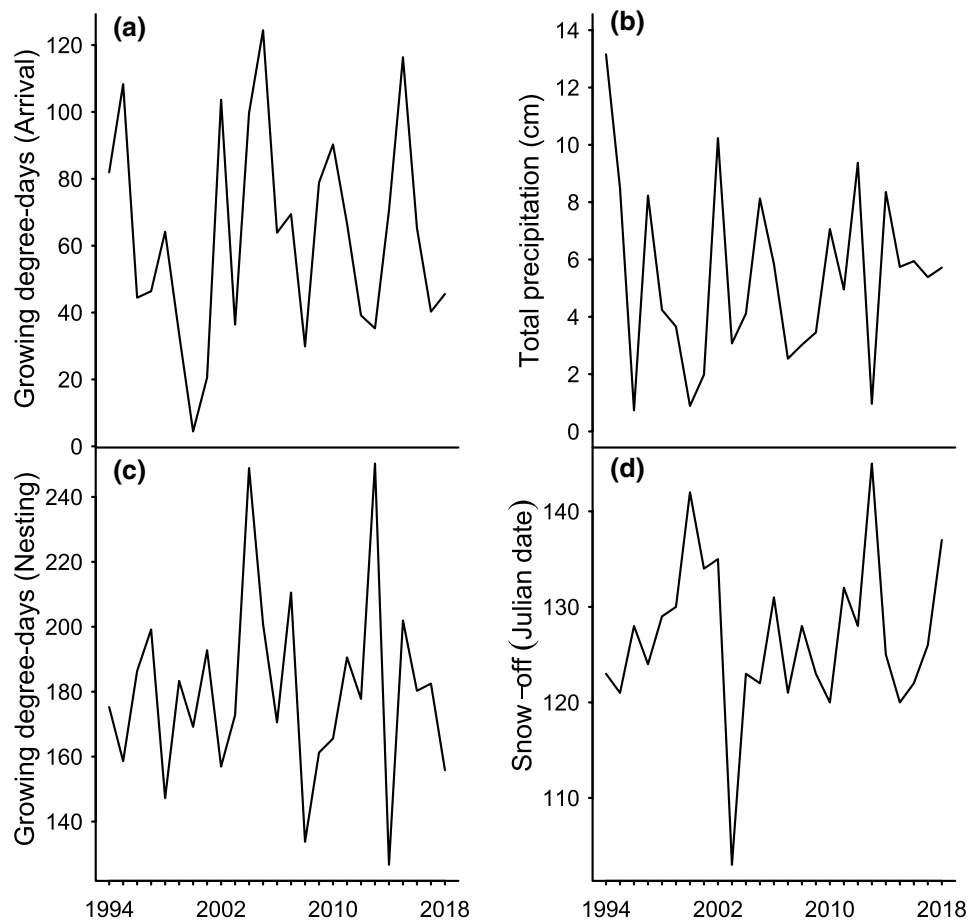 (a)
Growing degree-days (Arrival)
120
100
80
60
40
20
0
(b)
Total precipitation (cm)
14
12
10
8
6
4
2
0
(c)
Growing degree-days (Nesting)
240
220
200
180
160
140
1994 2002 2010 2018
(d)
Snow–off (Julian date)
140
130
120
110
1994 2002 2010 2018